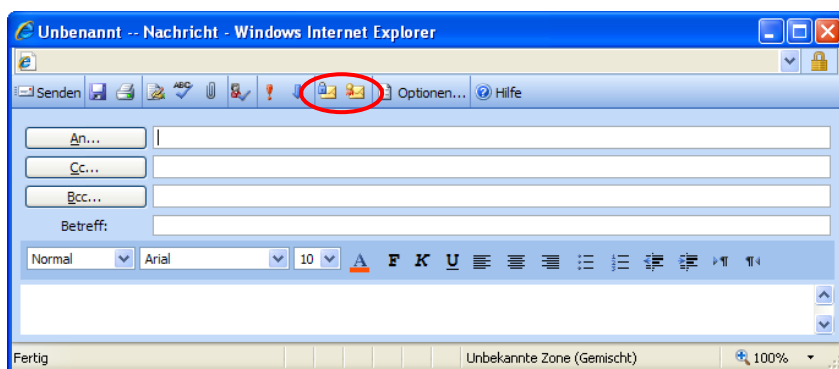 Unbenannt -- Nachricht - Windows Internet Explorer
Senden ABC Optionen... Hilfe
An...
Cc...
Bcc...
Betreff:
Normal Arial 10 A F K U
Fertig Unbekannte Zone (Gemischt) 100%